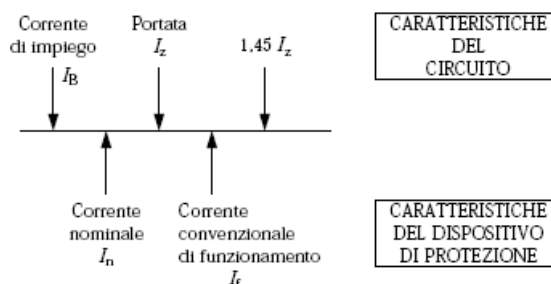 Corrente
di impiego
I_B
Portata
I_z
1,45 I_z
CARATTERISTICHE
DEL
CIRCUITO
Corrente
nominale
I_n
Corrente
convenzionale
di funzionamento
I_f
CARATTERISTICHE
DEL DISPOSITIVO
DI PROTEZIONE